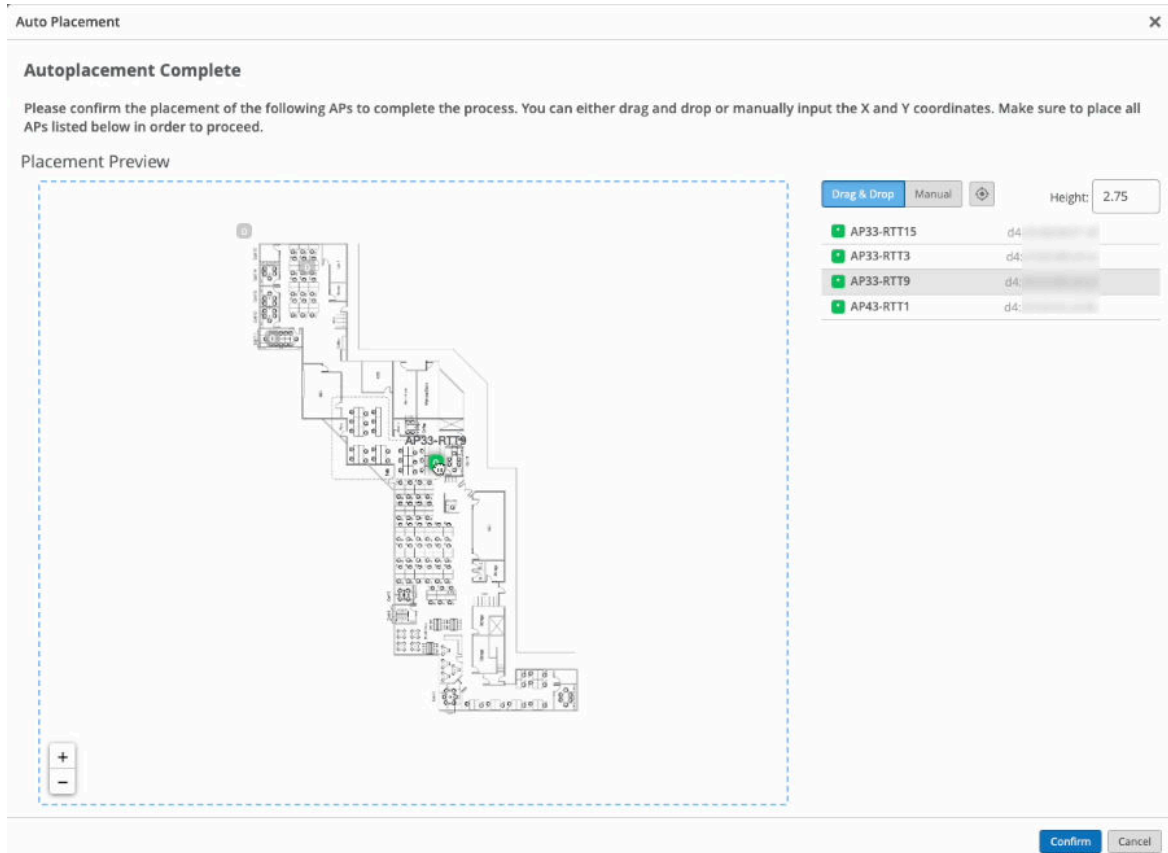 Auto Placement
Autoplacement Complete
Please confirm the placement of the following APs to complete the process. You can either drag and drop or manually input the X and Y coordinates. Make sure to place all
APs listed below in order to proceed.
Placement Preview
Drag & Drop
Manual
Height: 2.75
AP33-RTT15 d4:
AP33-RTT3 d4:
AP33-RTT9 d4:
AP43-RTT1 d4:
AP33-RTT9
+
−
Confirm
Cancel